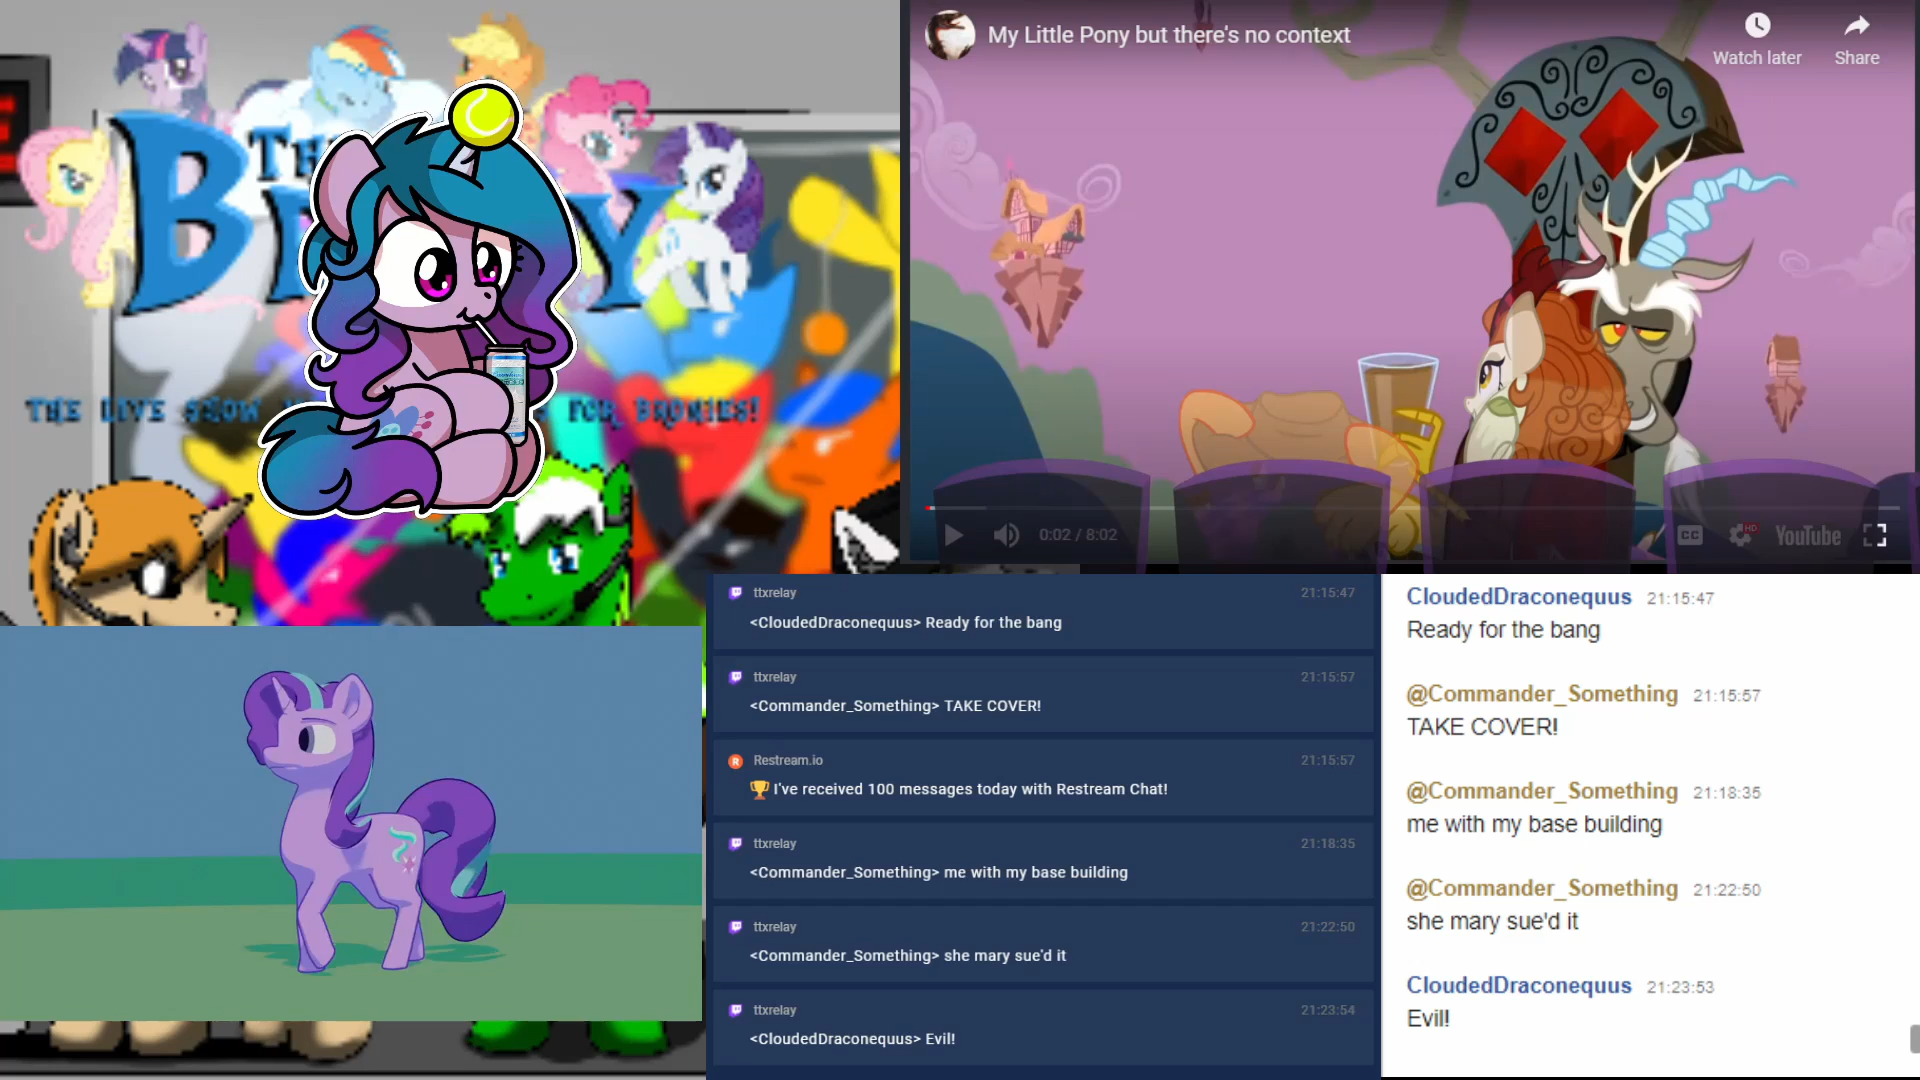 My Little Pony but there's no context
Watch later
Share
THE LIVE SHOW
FOR BRONIES!
0:02 / 8:02
CC
HD
YouTube
ttxrelay 21:15:47
<CloudedDraconequus> Ready for the bang
ttxrelay 21:15:57
<Commander_Something> TAKE COVER!
R Restream.io 21:15:57
🏆 I've received 100 messages today with Restream Chat!
ttxrelay 21:18:35
<Commander_Something> me with my base building
ttxrelay 21:22:50
<Commander_Something> she mary sue'd it
ttxrelay 21:23:54
<CloudedDraconequus> Evil!
CloudedDraconequus 21:15:47
Ready for the bang
@Commander_Something 21:15:57
TAKE COVER!
@Commander_Something 21:18:35
me with my base building
@Commander_Something 21:22:50
she mary sue'd it
CloudedDraconequus 21:23:53
Evil!